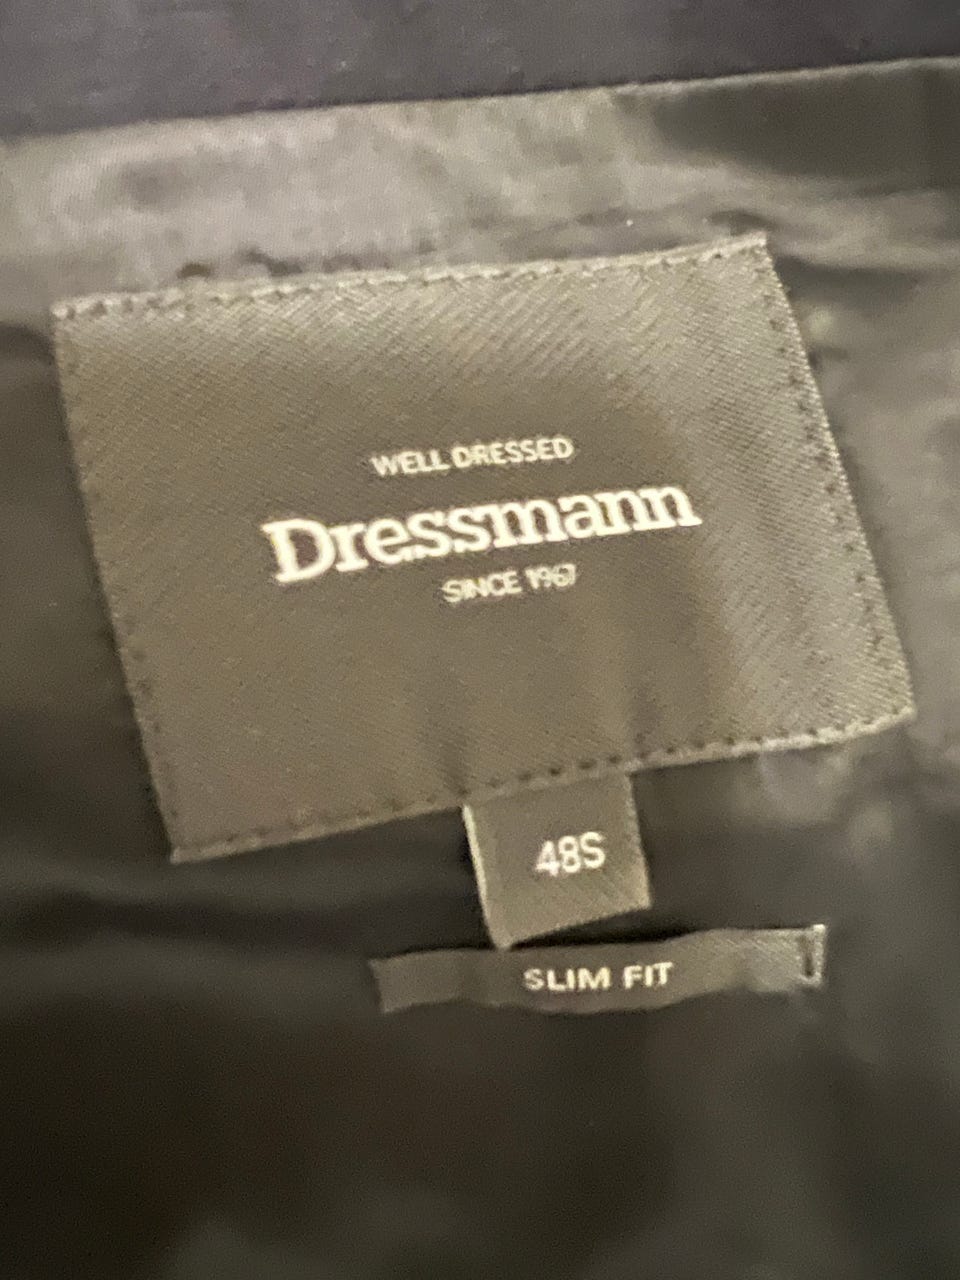 WELL DRESSED
Dressmann
SINCE 1967
48S
SLIM FIT